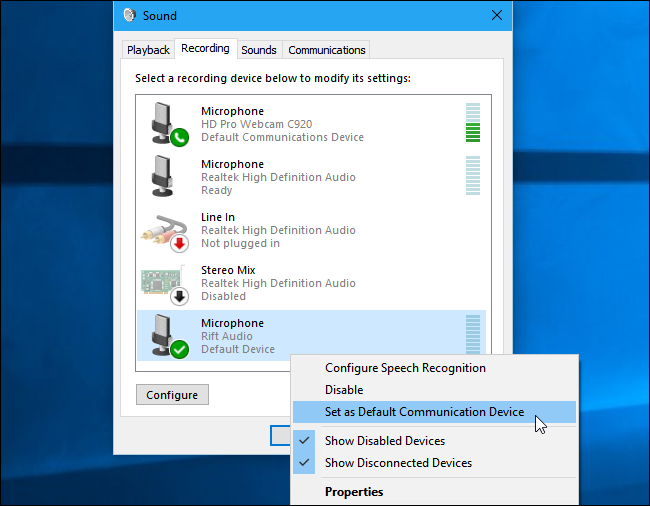 Sound
Playback Recording Sounds Communications
Select a recording device below to modify its settings:
Microphone
HD Pro Webcam C920
Default Communications Device
Microphone
Realtek High Definition Audio
Ready
Line In
Realtek High Definition Audio
Not plugged in
Stereo Mix
Realtek High Definition Audio
Disabled
Microphone
Rift Audio
Default Device
Configure
Configure Speech Recognition
Disable
Set as Default Communication Device
Show Disabled Devices
Show Disconnected Devices
Properties